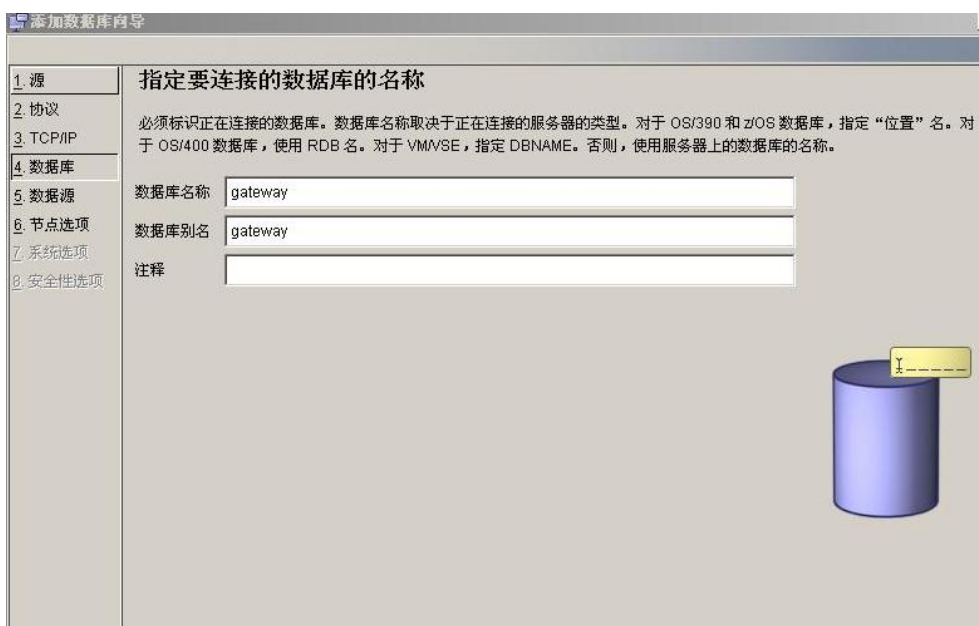 添加数据库向导
1. 源
2. 协议
3. TCP/IP
4. 数据库
5. 数据源
6. 节点选项
7. 系统选项
8. 安全性选项
指定要连接的数据库的名称
必须标识正在连接的数据库。数据库名称取决于正在连接的服务器的类型。对于 OS/390 和 z/OS 数据库，指定“位置”名。对
于 OS/400 数据库，使用 RDB 名。对于 VM/VSE，指定 DBNAME。否则，使用服务器上的数据库的名称。
数据库名称 gateway
数据库别名 gateway
注释